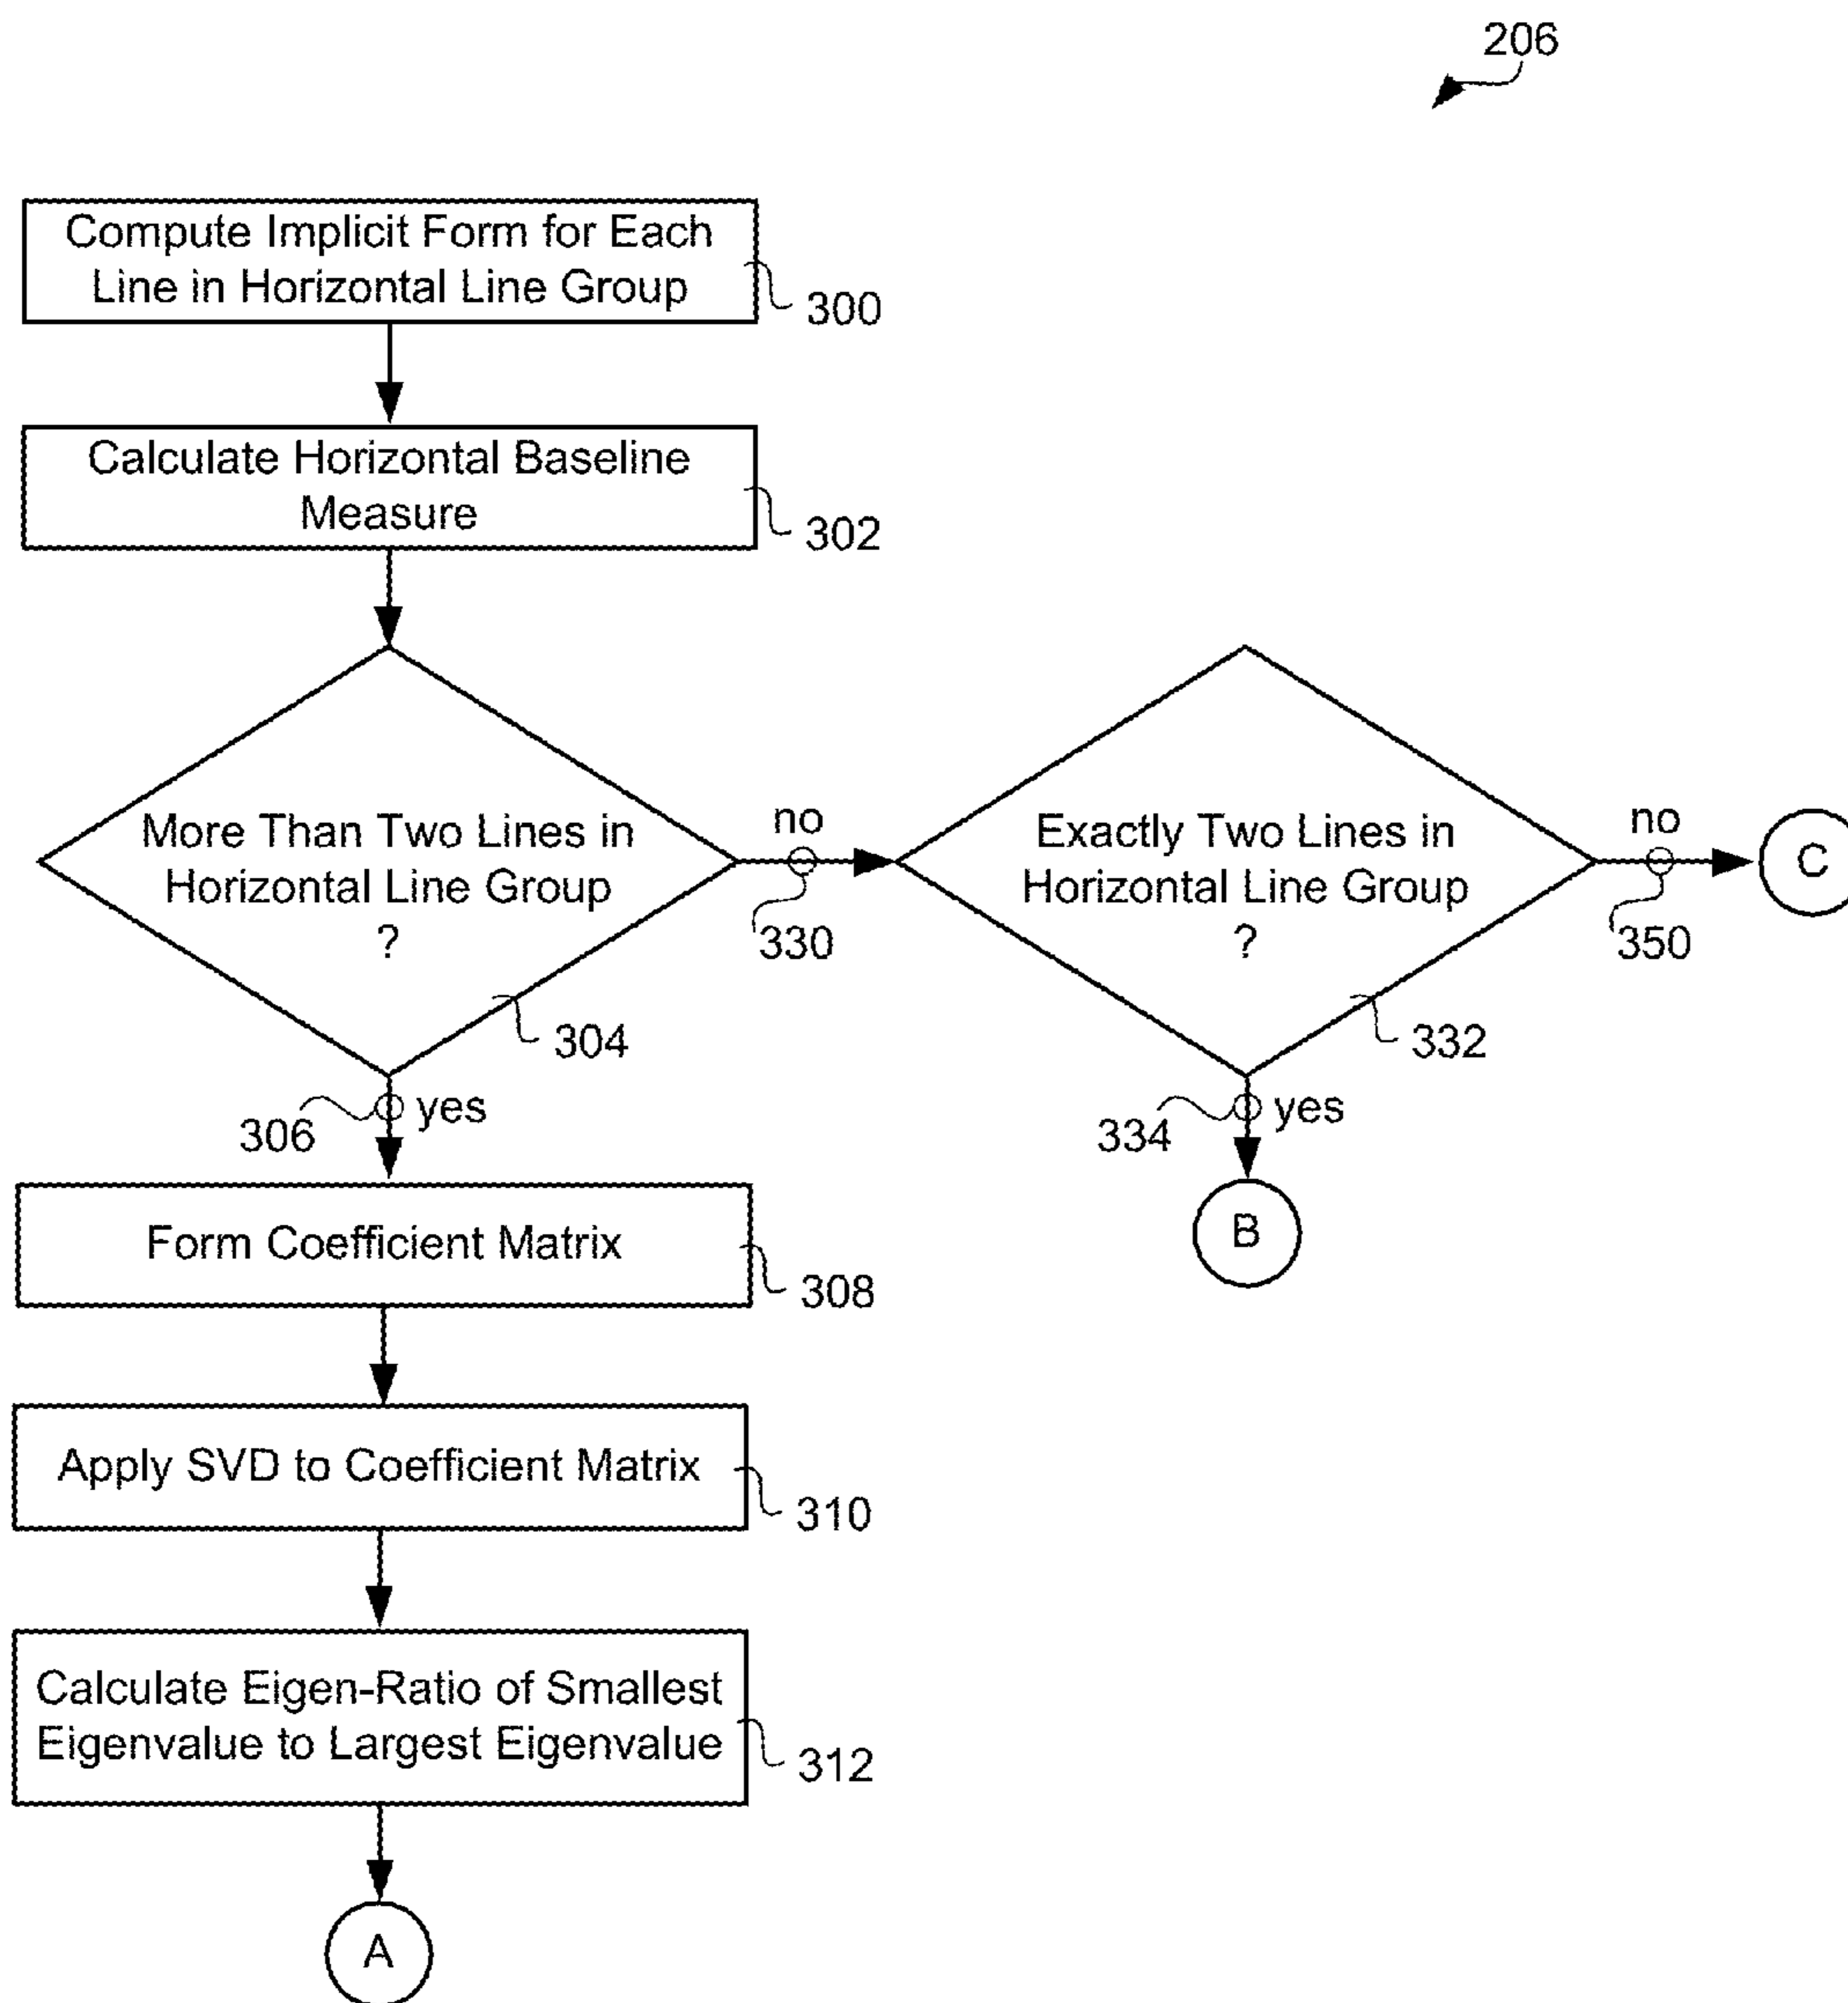 206
Compute Implicit Form for Each
Line in Horizontal Line Group
300
Calculate Horizontal Baseline
Measure
302
More Than Two Lines in
Horizontal Line Group
?
304
no
330
Exactly Two Lines in
Horizontal Line Group
?
332
no
350
C
306
yes
334
yes
B
Form Coefficient Matrix
308
Apply SVD to Coefficient Matrix
310
Calculate Eigen-Ratio of Smallest
Eigenvalue to Largest Eigenvalue
312
A